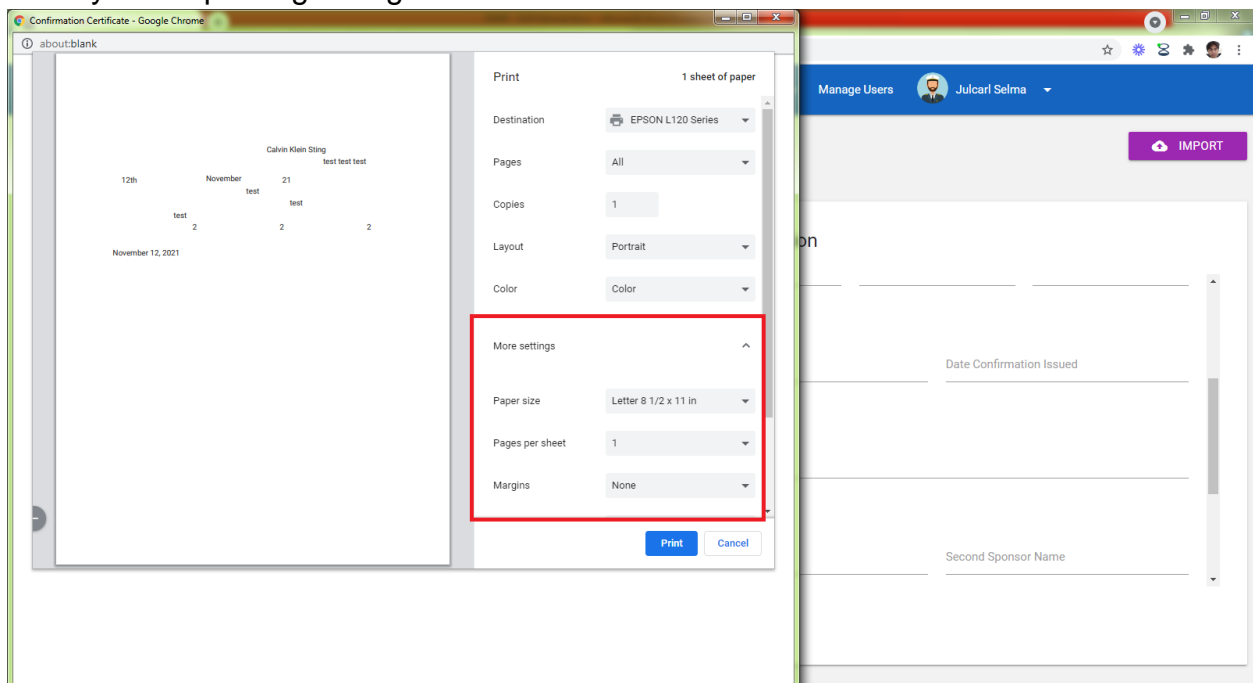 Confirmation Certificate - Google Chrome
about:blank
Print
1 sheet of paper
Destination
EPSON L120 Series
Pages
All
Copies
1
Layout
Portrait
Color
Color
More settings
Paper size
Letter 8 1/2 x 11 in
Pages per sheet
1
Margins
None
Print
Cancel
Calvin Klein Sting
test test test
12th
November
21
test
test
test
2
2
2
November 12, 2021
Manage Users
Julcarl Selma
IMPORT
on
Date Confirmation Issued
Second Sponsor Name